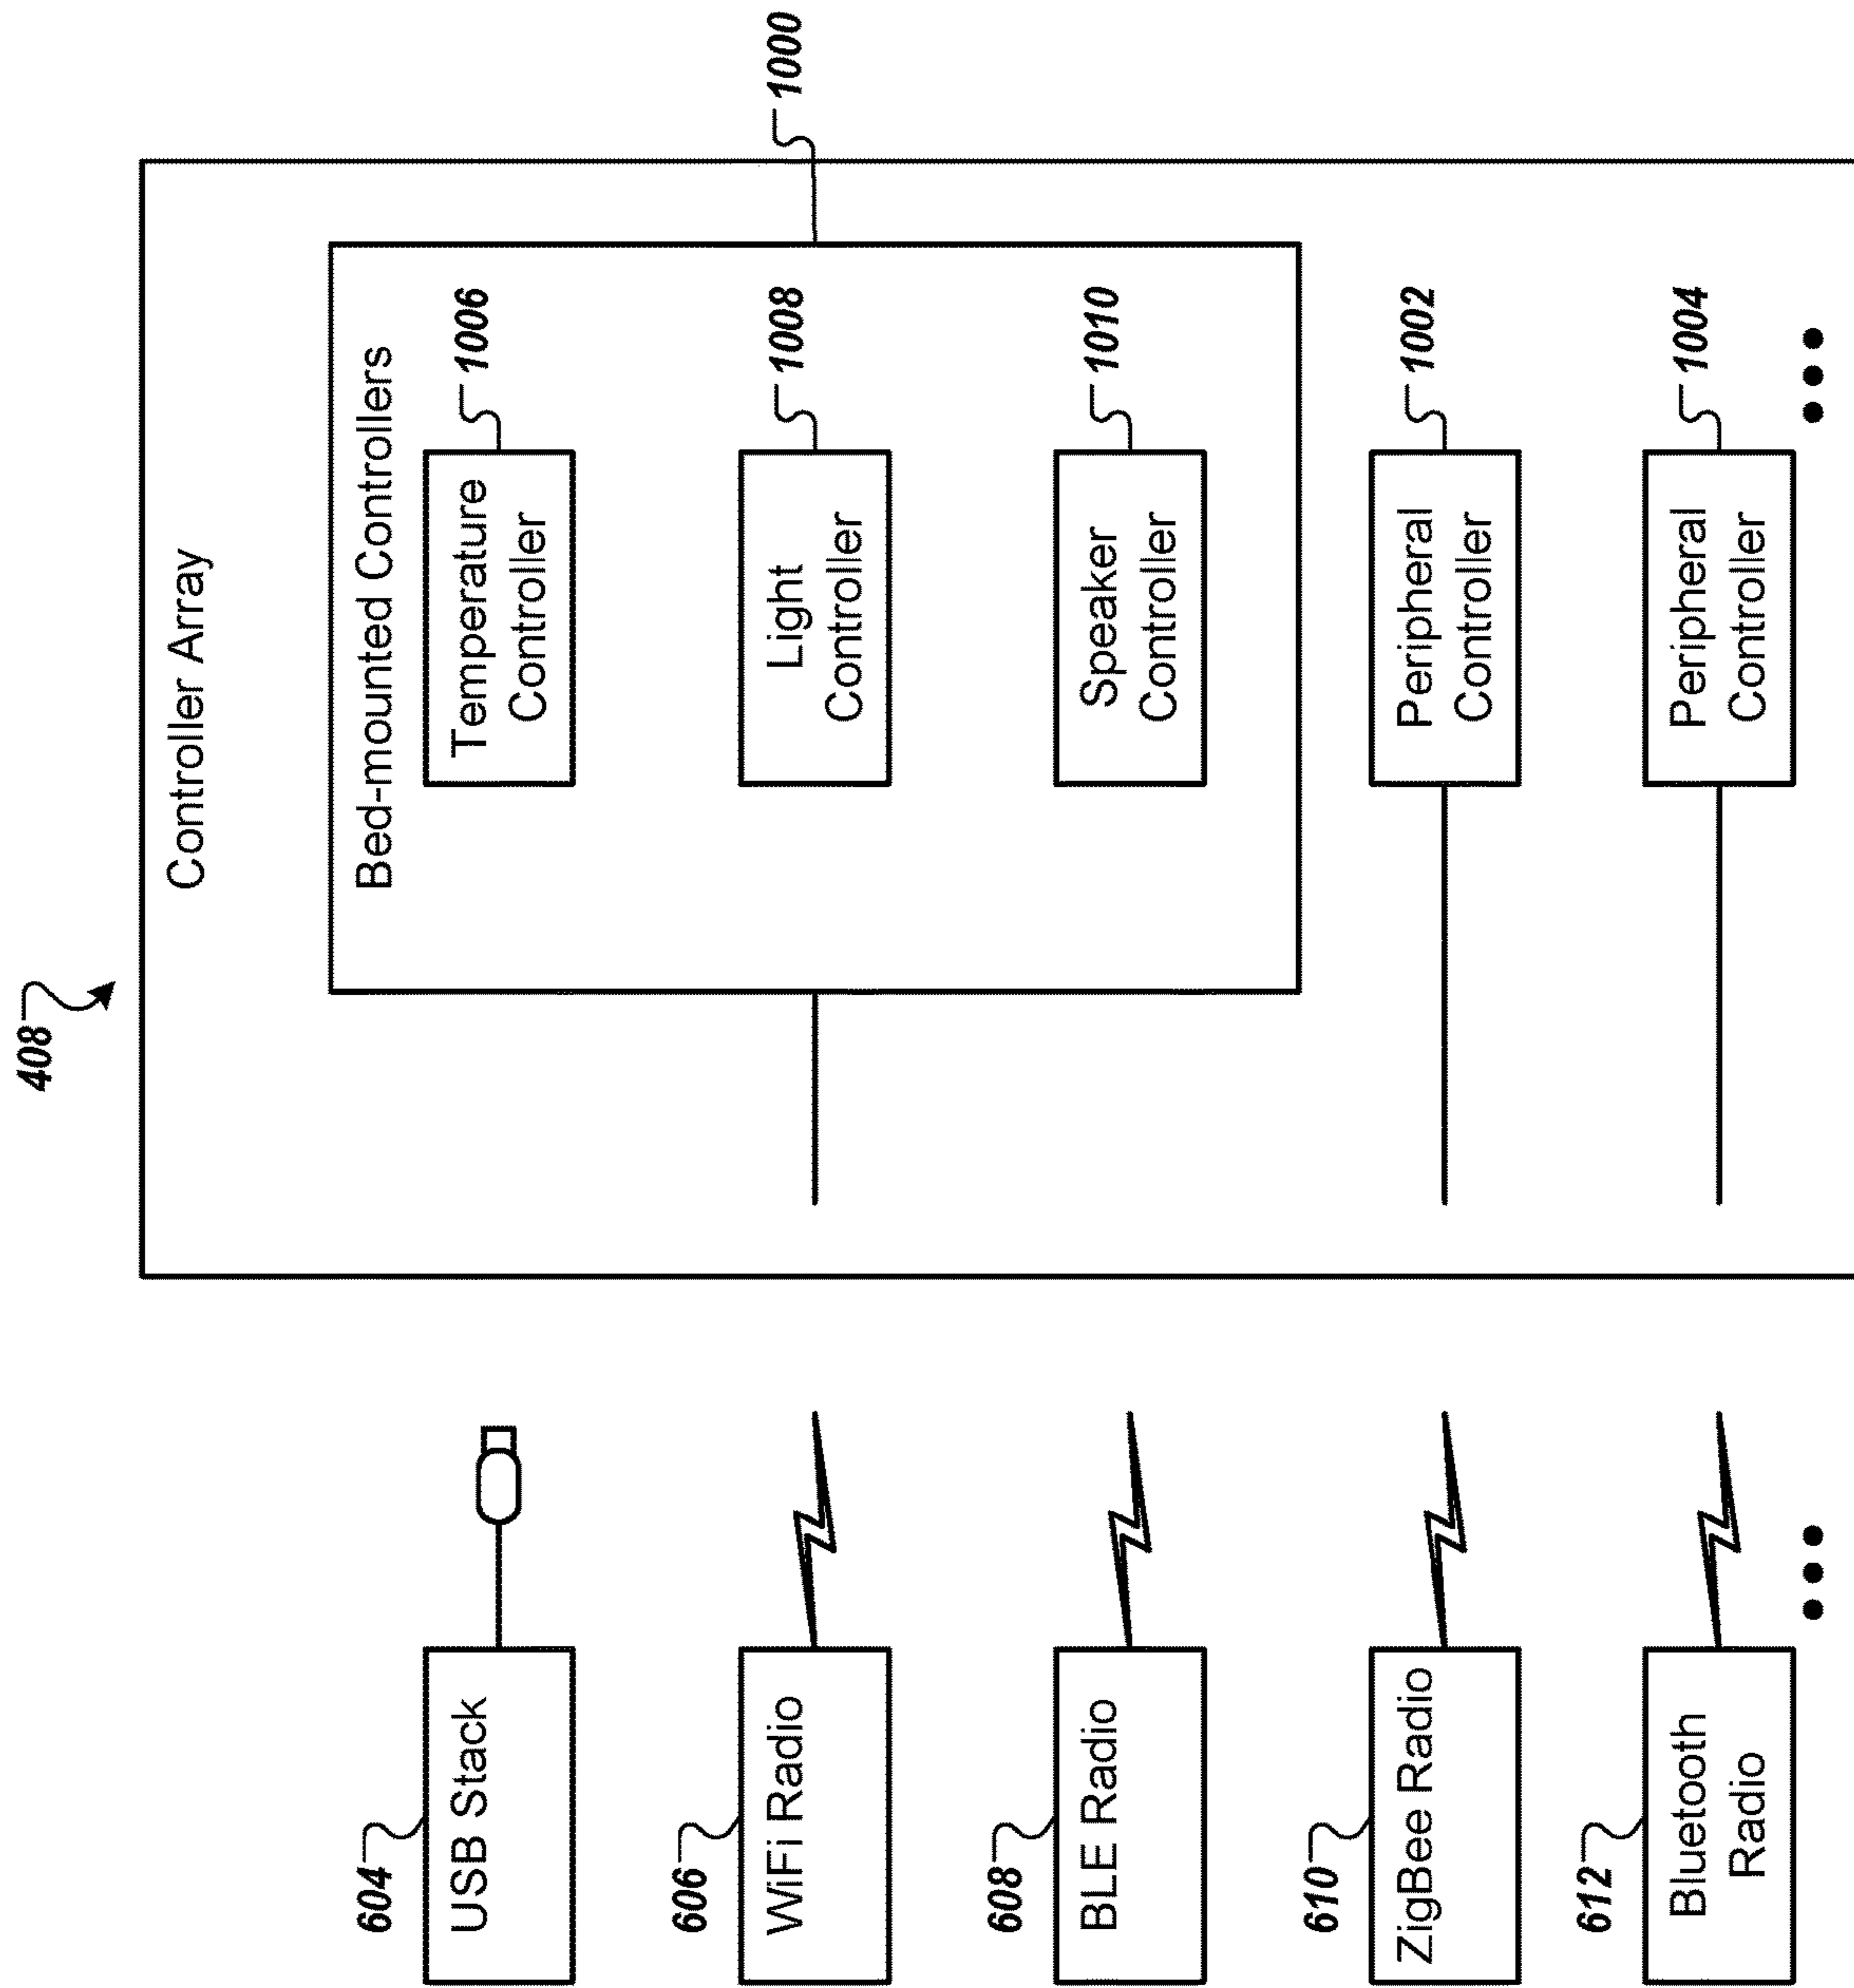 408
Controller Array
604
USB Stack
Bed-mounted Controllers
Temperature
Controller
1006
606
WiFi Radio
Light
Controller
1008
1000
608
BLE Radio
Speaker
Controller
1010
610
ZigBee Radio
Peripheral
Controller
1002
612
Bluetooth
Radio
Peripheral
Controller
1004